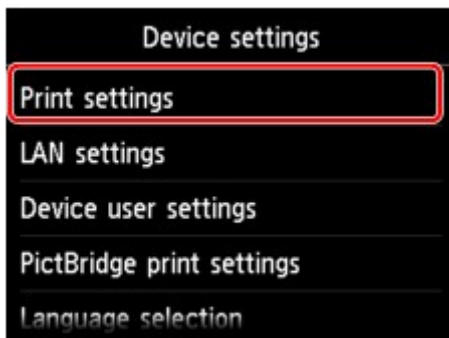 Device settings
Print settings
LAN settings
Device user settings
PictBridge print settings
Language selection